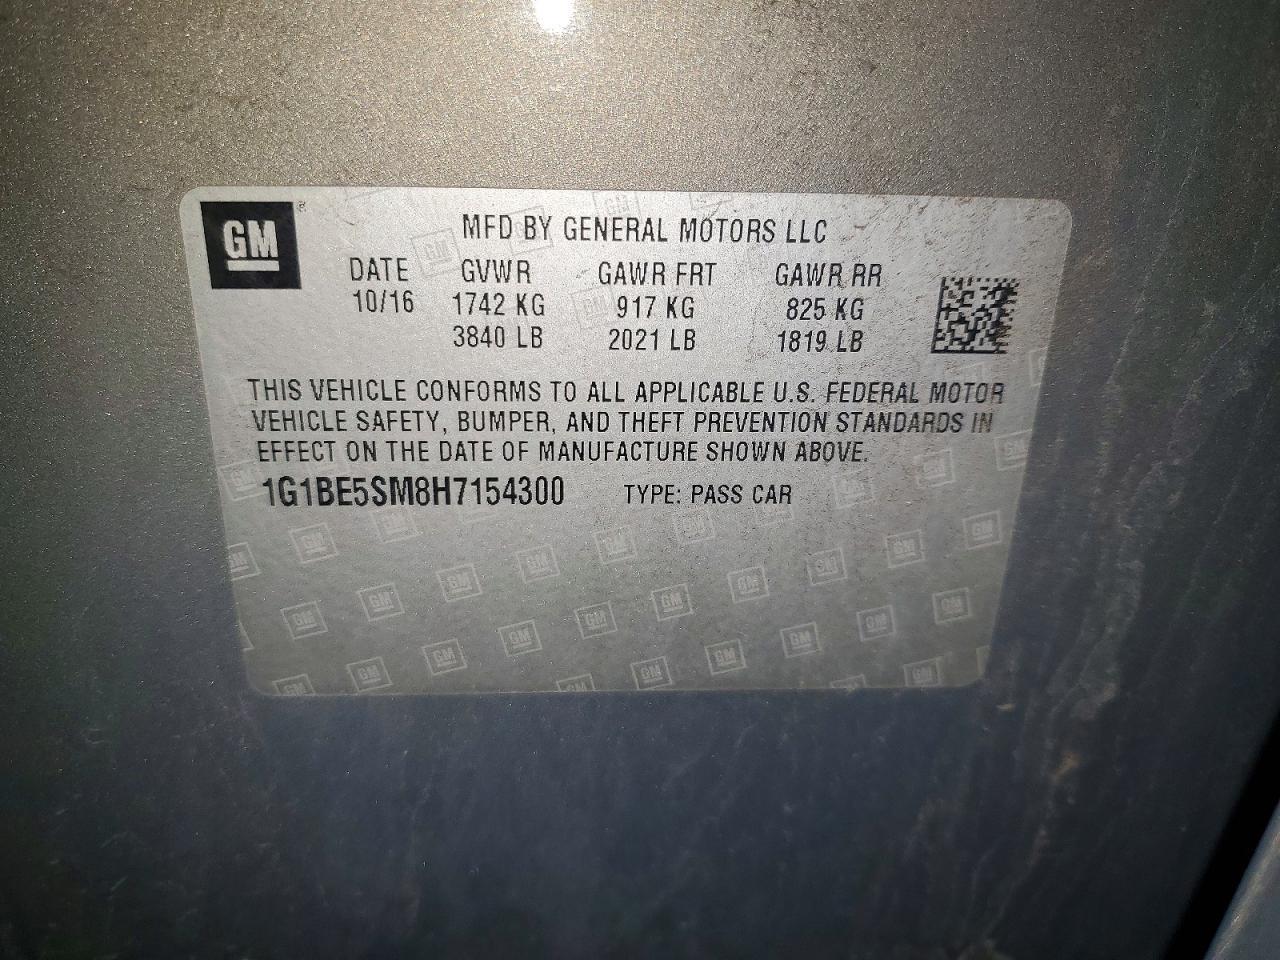 GM
MFD BY GENERAL MOTORS LLC
DATE GVWR GAWR FRT GAWR RR
10/16 1742 KG 917 KG 825 KG
3840 LB 2021 LB 1819 LB
THIS VEHICLE CONFORMS TO ALL APPLICABLE U.S. FEDERAL MOTOR
VEHICLE SAFETY, BUMPER, AND THEFT PREVENTION STANDARDS IN
EFFECT ON THE DATE OF MANUFACTURE SHOWN ABOVE.
1G1BE5SM8H7154300 TYPE: PASS CAR